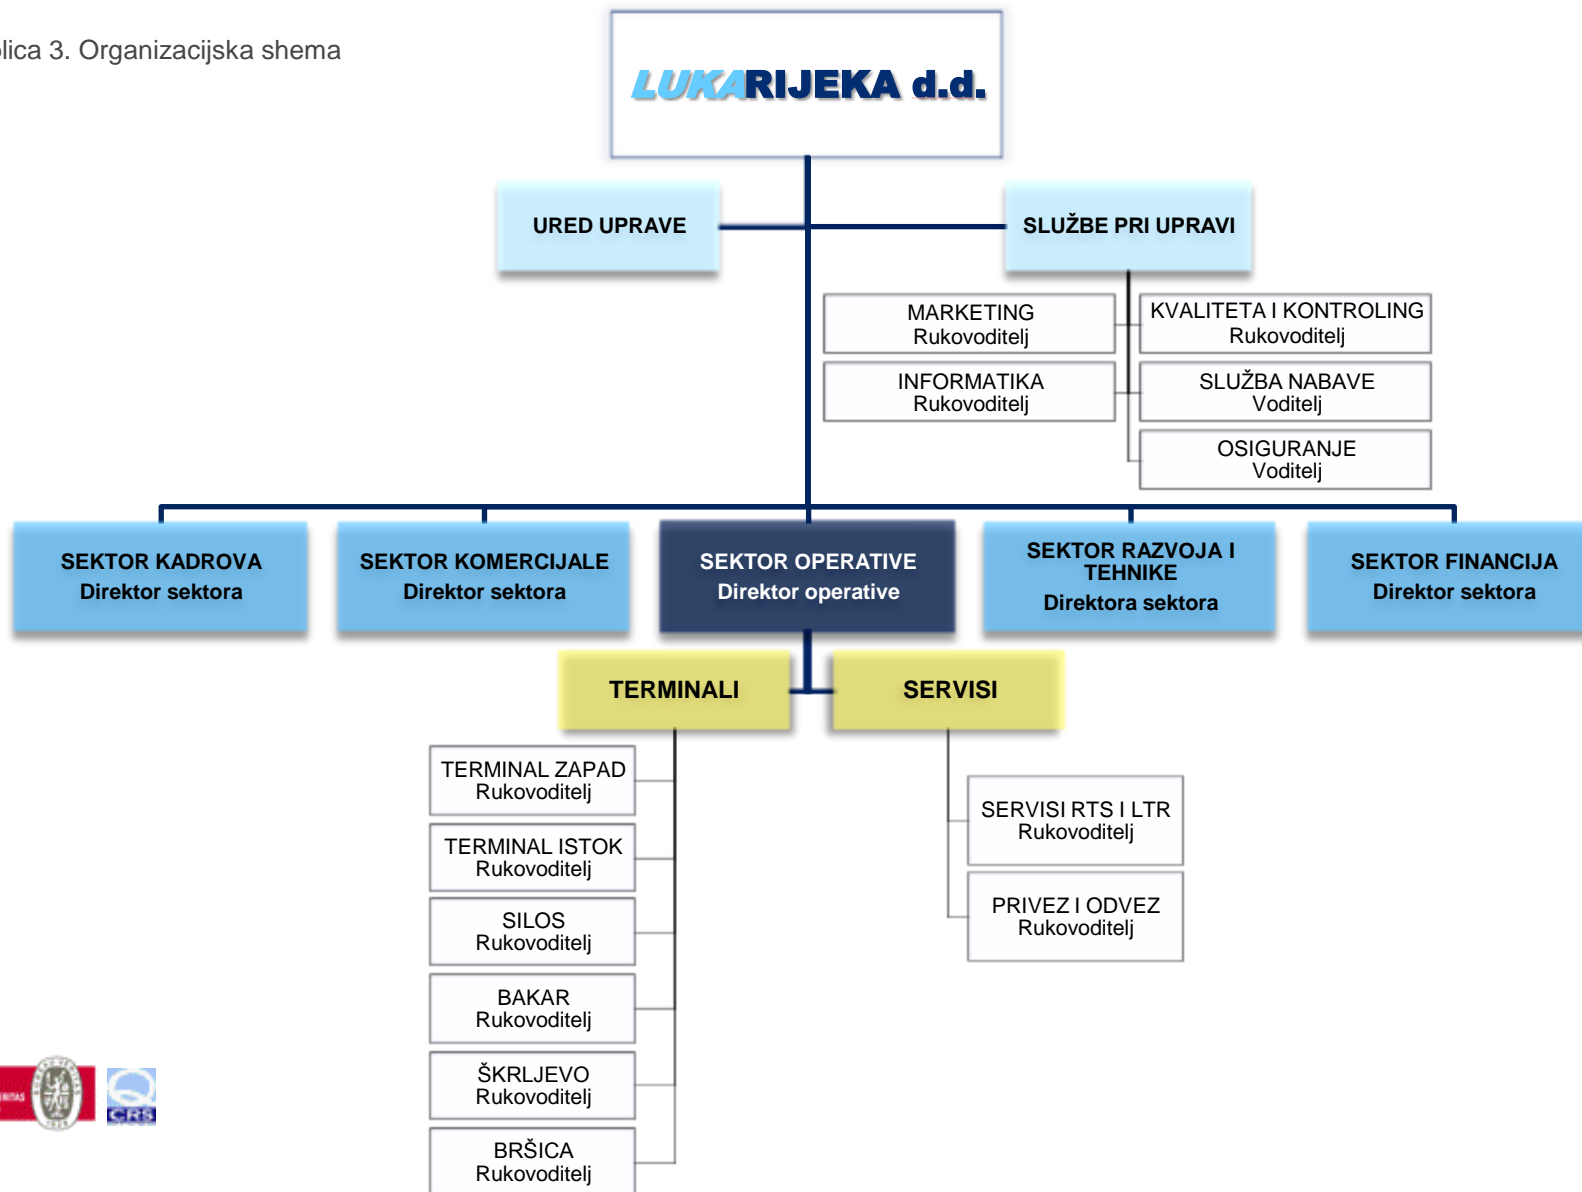 lica 3. Organizacijska shema
LUKARIJEKA d.d.
URED UPRAVE
SLUŽBE PRI UPRAVI
MARKETING
Rukovoditelj
KVALITETA I KONTROLING
Rukovoditelj
INFORMATIKA
Rukovoditelj
SLUŽBA NABAVE
Voditelj
OSIGURANJE
Voditelj
SEKTOR KADROVA
Direktor sektora
SEKTOR KOMERCIJALE
Direktor sektora
SEKTOR OPERATIVE
Direktor operative
SEKTOR RAZVOJA I
TEHNIKE
Direktora sektora
SEKTOR FINANCIJA
Direktor sektora
TERMINALI
SERVISI
TERMINAL ZAPAD
Rukovoditelj
TERMINAL ISTOK
Rukovoditelj
SILOS
Rukovoditelj
BAKAR
Rukovoditelj
ŠKRLJEVO
Rukovoditelj
BRŠICA
Rukovoditelj
SERVISI RTS I LTR
Rukovoditelj
PRIVEZ I ODVEZ
Rukovoditelj
CRS